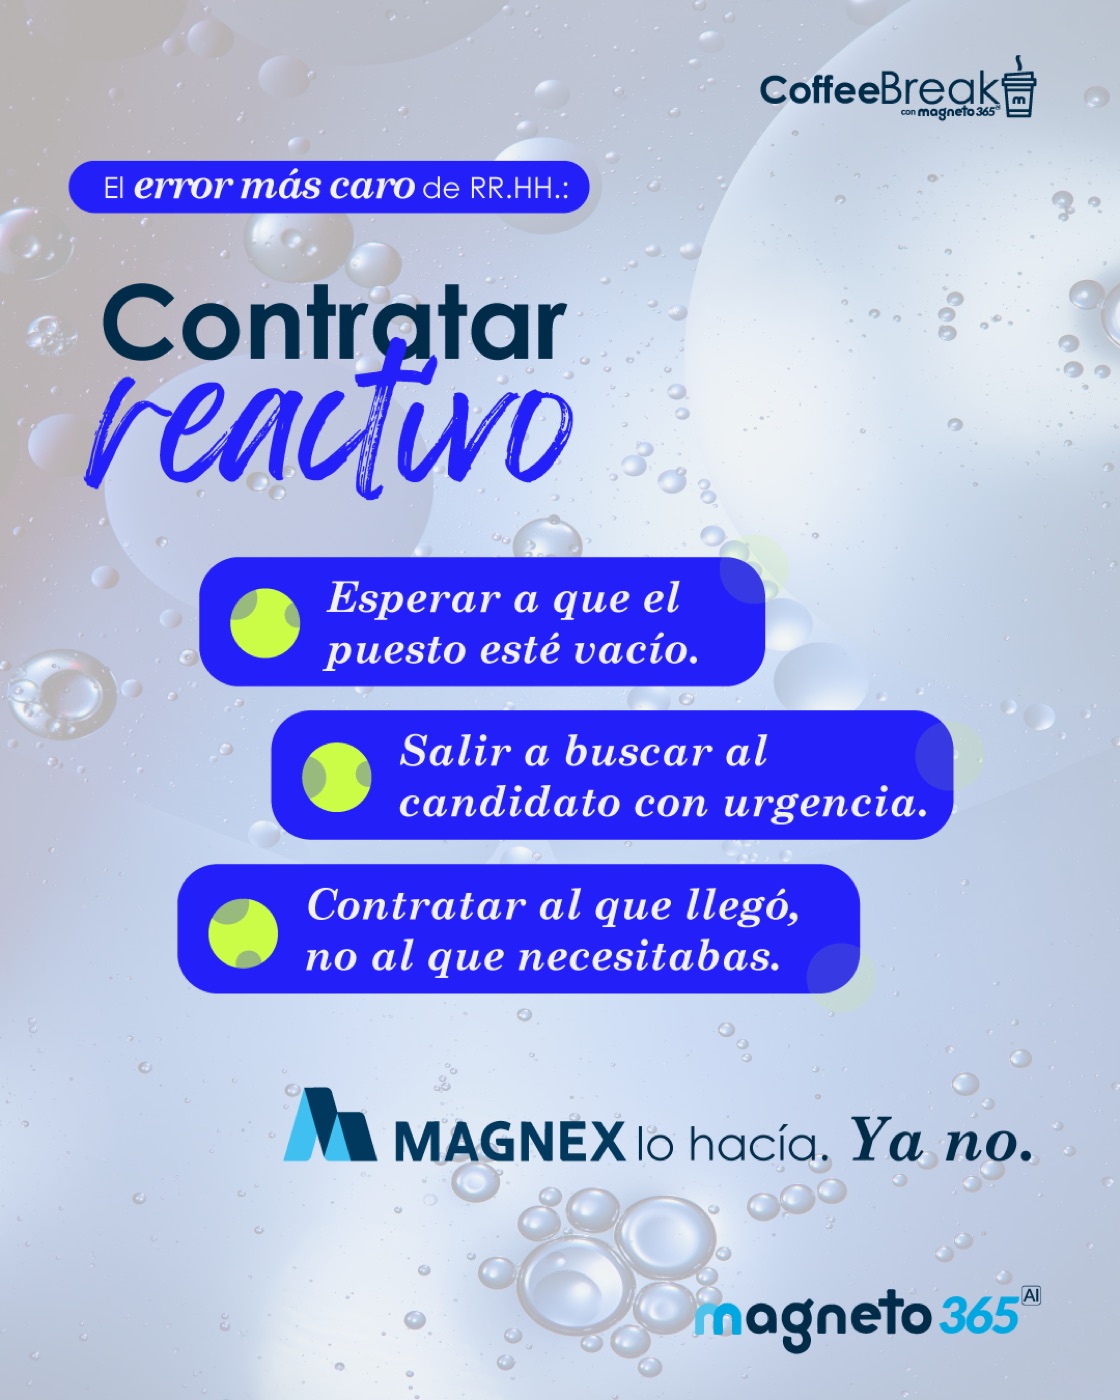 CoffeeBreak
con magneto365
El error más caro de RR.HH.:
Contratar
reactivo
Esperar a que el
puesto esté vacío.
Salir a buscar al
candidato con urgencia.
Contratar al que llegó,
no al que necesitabas.
MAGNEX lo hacía. Ya no.
magneto 365 AI